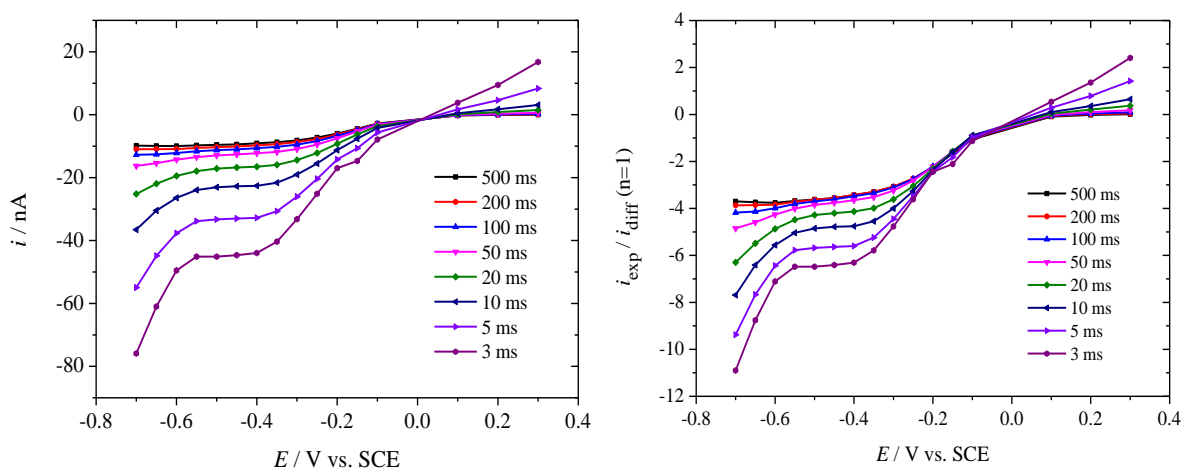 20
0
-20
-40
-60
-80
i / nA
500 ms
200 ms
100 ms
50 ms
20 ms
10 ms
5 ms
3 ms
-0.8 -0.6 -0.4 -0.2 0.0 0.2 0.4
E / V vs. SCE
4
2
0
-2
-4
-6
-8
-10
-12
i_exp / i_diff (n=1)
500 ms
200 ms
100 ms
50 ms
20 ms
10 ms
5 ms
3 ms
-0.8 -0.6 -0.4 -0.2 0.0 0.2 0.4
E / V vs. SCE